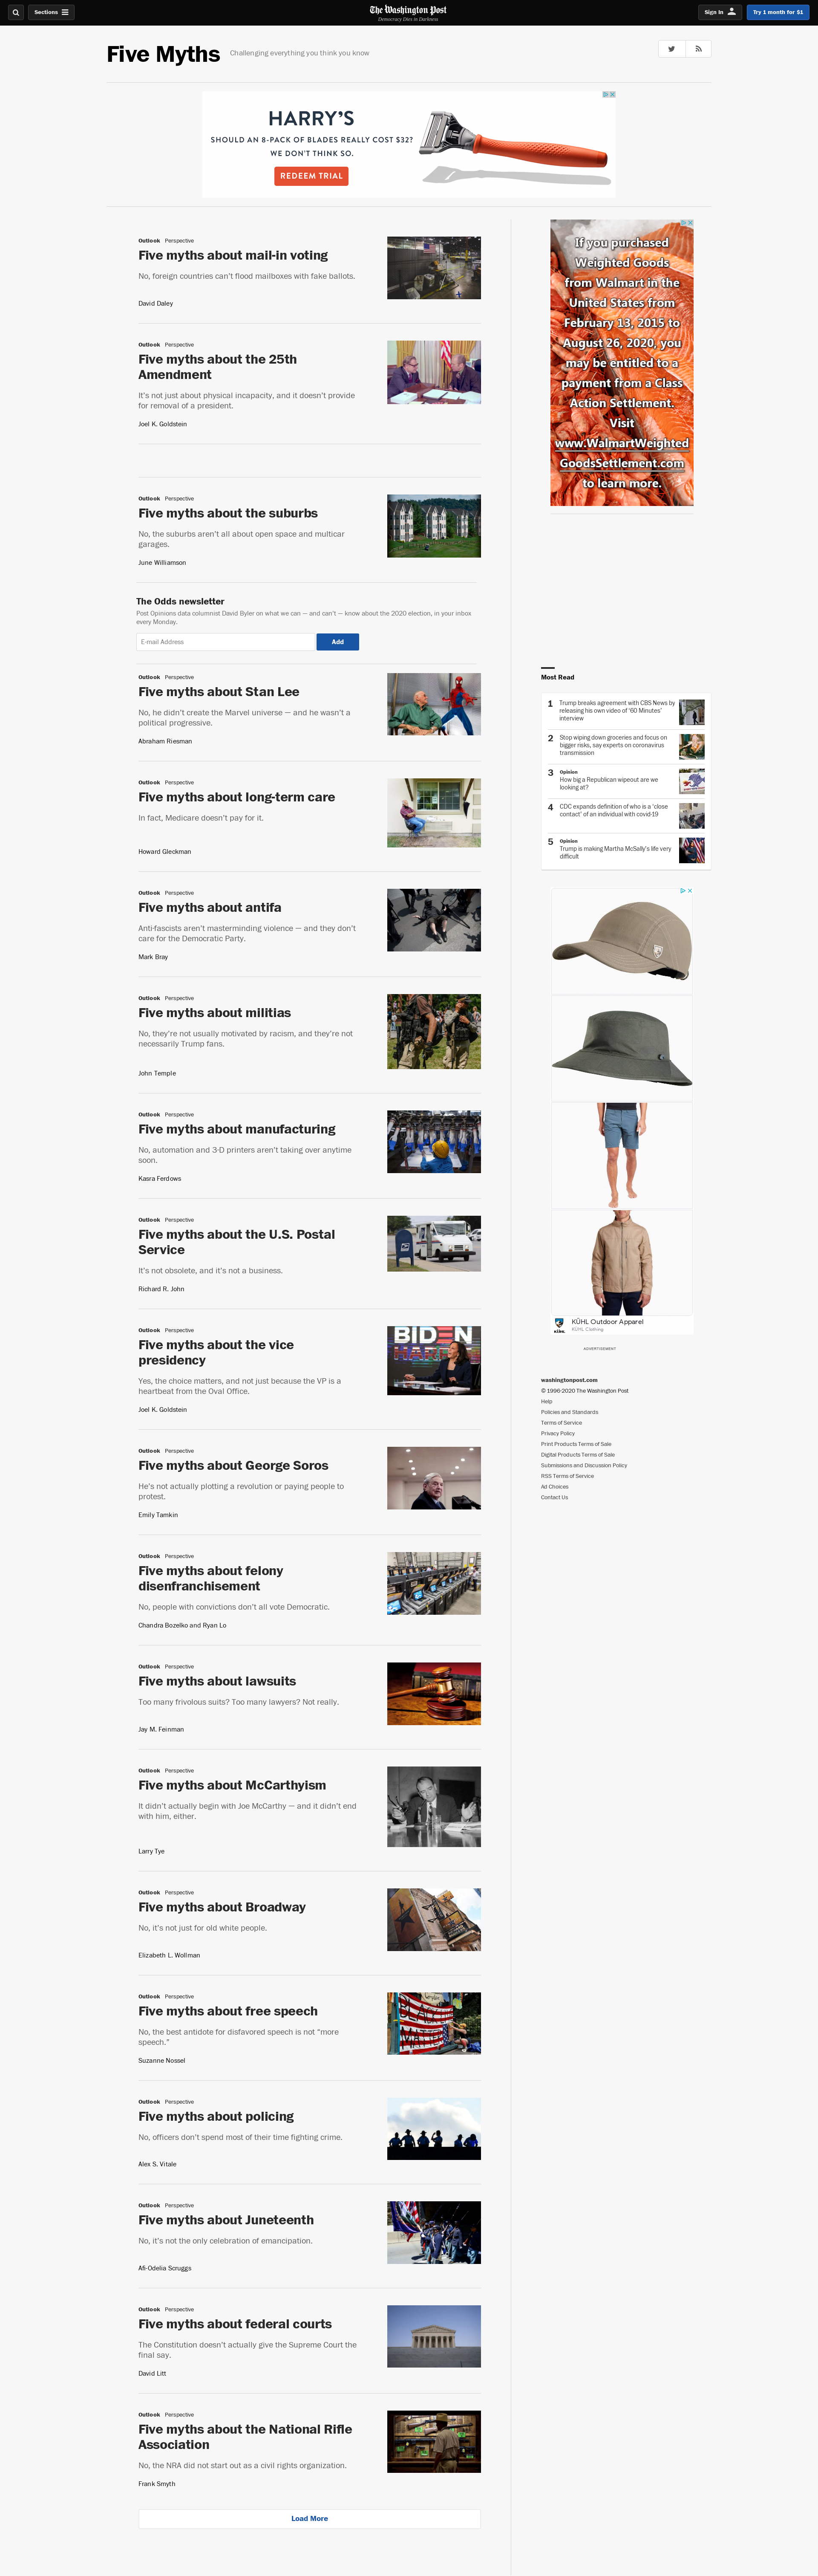 Sections
The Washington Post
Democracy Dies in Darkness
Sign In
Try 1 month for $1
Five Myths
Challenging everything you think you know
HARRY'S
SHOULD AN 8-PACK OF BLADES REALLY COST $32?
WE DON'T THINK SO.
REDEEM TRIAL
Outlook Perspective
Five myths about mail-in voting
No, foreign countries can't flood mailboxes with fake ballots.
David Daley
Outlook Perspective
Five myths about the 25th
Amendment
It's not just about physical incapacity, and it doesn't provide
for removal of a president.
Joel K. Goldstein
Outlook Perspective
Five myths about the suburbs
No, the suburbs aren't all about open space and multicar
garages.
June Williamson
The Odds newsletter
Post Opinions data columnist David Byler on what we can — and can't — know about the 2020 election, in your inbox
every Monday.
E-mail Address
Add
Outlook Perspective
Five myths about Stan Lee
No, he didn't create the Marvel universe — and he wasn't a
political progressive.
Abraham Riesman
Outlook Perspective
Five myths about long-term care
In fact, Medicare doesn't pay for it.
Howard Gleckman
Outlook Perspective
Five myths about antifa
Anti-fascists aren't masterminding violence — and they don't
care for the Democratic Party.
Mark Bray
Outlook Perspective
Five myths about militias
No, they're not usually motivated by racism, and they're not
necessarily Trump fans.
John Temple
Outlook Perspective
Five myths about manufacturing
No, automation and 3-D printers aren't taking over anytime
soon.
Kasra Ferdows
Outlook Perspective
Five myths about the U.S. Postal
Service
It's not obsolete, and it's not a business.
Richard R. John
Outlook Perspective
Five myths about the vice
presidency
Yes, the choice matters, and not just because the VP is a
heartbeat from the Oval Office.
Joel K. Goldstein
BIDEN
Outlook Perspective
Five myths about George Soros
He's not actually plotting a revolution or paying people to
protest.
Emily Tamkin
Outlook Perspective
Five myths about felony
disenfranchisement
No, people with convictions don't all vote Democratic.
Chandra Bozelko and Ryan Lo
Outlook Perspective
Five myths about lawsuits
Too many frivolous suits? Too many lawyers? Not really.
Jay M. Feinman
Outlook Perspective
Five myths about McCarthyism
It didn't actually begin with Joe McCarthy — and it didn't end
with him, either.
Larry Tye
Outlook Perspective
Five myths about Broadway
No, it's not just for old white people.
Elizabeth L. Wollman
Outlook Perspective
Five myths about free speech
No, the best antidote for disfavored speech is not “more
speech.”
Suzanne Nossel
Outlook Perspective
Five myths about policing
No, officers don't spend most of their time fighting crime.
Alex S. Vitale
Outlook Perspective
Five myths about Juneteenth
No, it's not the only celebration of emancipation.
Afi-Odelia Scruggs
Outlook Perspective
Five myths about federal courts
The Constitution doesn't actually give the Supreme Court the
final say.
David Litt
Outlook Perspective
Five myths about the National Rifle
Association
No, the NRA did not start out as a civil rights organization.
Frank Smyth
Load More
If you purchased
Weighted Goods
from Walmart in the
United States from
February 13, 2015 to
August 26, 2020, you
may be entitled to a
payment from a Class
Action Settlement.
Visit
www.WalmartWeighted
GoodsSettlement.com
to learn more.
Most Read
1 Trump breaks agreement with CBS News by
releasing his own video of '60 Minutes'
interview
2 Stop wiping down groceries and focus on
bigger risks, say experts on coronavirus
transmission
3 Opinion
How big a Republican wipeout are we
looking at?
4 CDC expands definition of who is a 'close
contact' of an individual with covid-19
5 Opinion
Trump is making Martha McSally's life very
difficult
KÜHL Outdoor Apparel
KÜHL Clothing
KÜHL
ADVERTISEMENT
washingtonpost.com
© 1996-2020 The Washington Post
Help
Policies and Standards
Terms of Service
Privacy Policy
Print Products Terms of Sale
Digital Products Terms of Sale
Submissions and Discussion Policy
RSS Terms of Service
Ad Choices
Contact Us